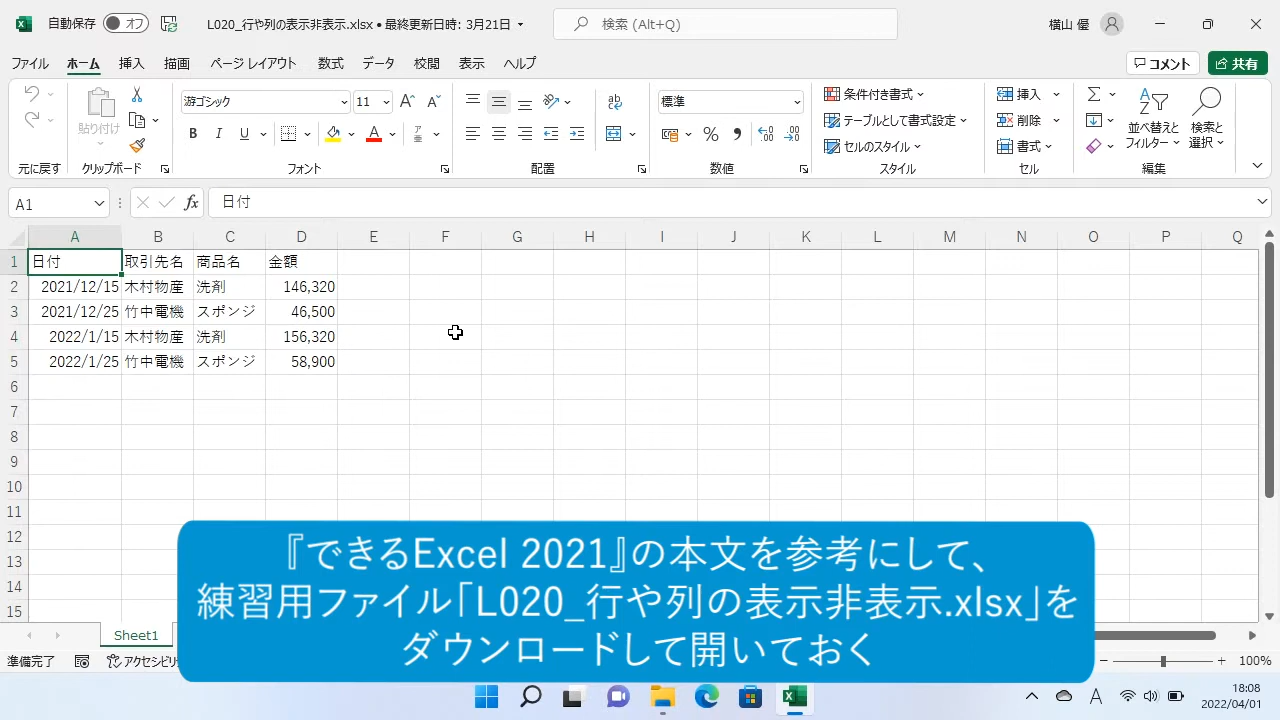 自動保存 オフ L020_行や列の表示非表示.xlsx • 最終更新日時: 3月21日 検索 (Alt+Q) 横山 優
ファイル ホーム 挿入 描画 ページ レイアウト 数式 データ 校閲 表示 ヘルプ コメント 共有
貼り付け 游ゴシック 11 標準 条件付き書式 挿入
B I U テーブルとして書式設定 削除 並べ替えと 検索と
セルのスタイル 書式 フィルター 選択
元に戻す クリップボード フォント 配置 数値 スタイル セル 編集
A1 fx 日付
A B C D E F G H I J K L M N O P Q
1 日付 取引先名 商品名 金額
2 2021/12/15 木村物産 洗剤 146,320
3 2021/12/25 竹中電機 スポンジ 46,500
4 2022/1/15 木村物産 洗剤 156,320
5 2022/1/25 竹中電機 スポンジ 58,900
6
7
8
9
10
11
12
13
14
15
『できるExcel 2021』の本文を参考にして、
練習用ファイル「L020_行や列の表示非表示.xlsx」を
ダウンロードして開いておく
Sheet1
準備完了 アクセシビリ 100%
A 18:08
2022/04/01